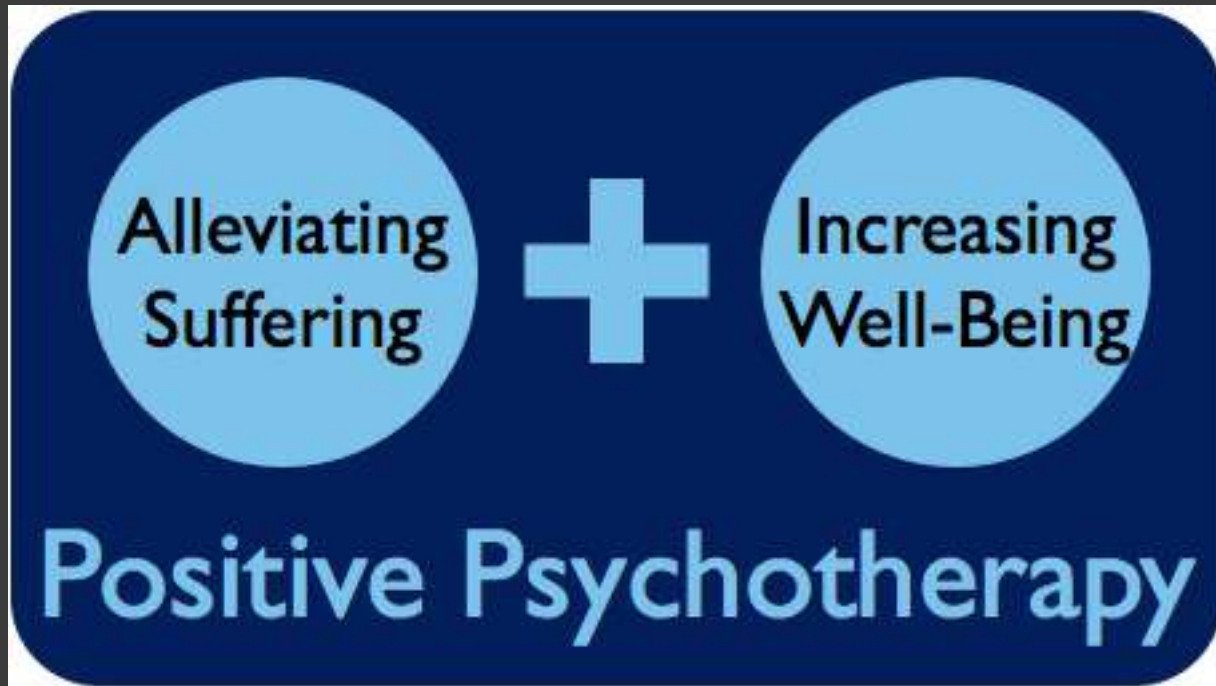 Alleviating
Suffering
Increasing
Well-Being
Positive Psychotherapy